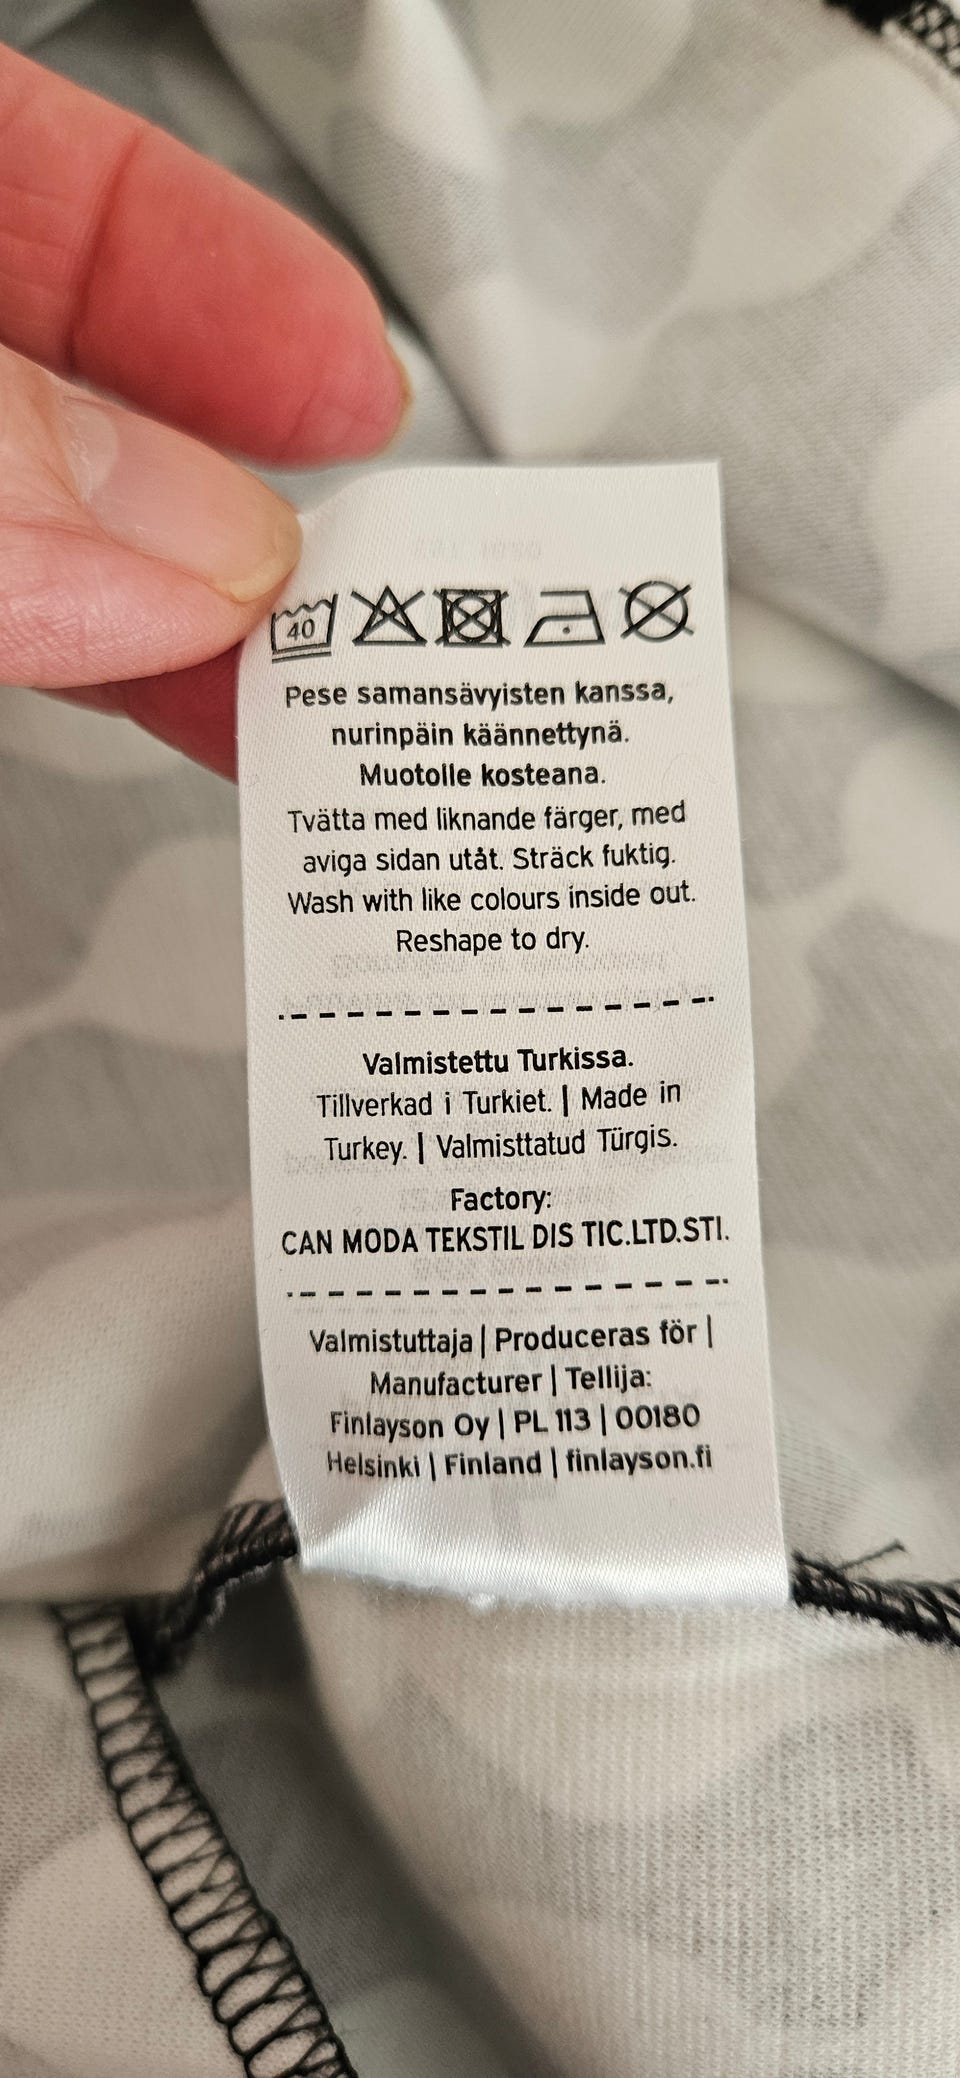 40
Pese samansävyisten kanssa,
nurinpäin käännettynä.
Muotoile kosteana.
Tvätta med liknande färger, med
aviga sidan utåt. Sträck fuktig.
Wash with like colours inside out.
Reshape to dry.
Valmistettu Turkissa.
Tillverkad i Turkiet. | Made in
Turkey. | Valmisttatud Türgis.
Factory:
CAN MODA TEKSTIL DIS TIC.LTD.STI.
Valmistuttaja | Produceras för |
Manufacturer | Tellija:
Finlayson Oy | PL 113 | 00180
Helsinki | Finland | finlayson.fi